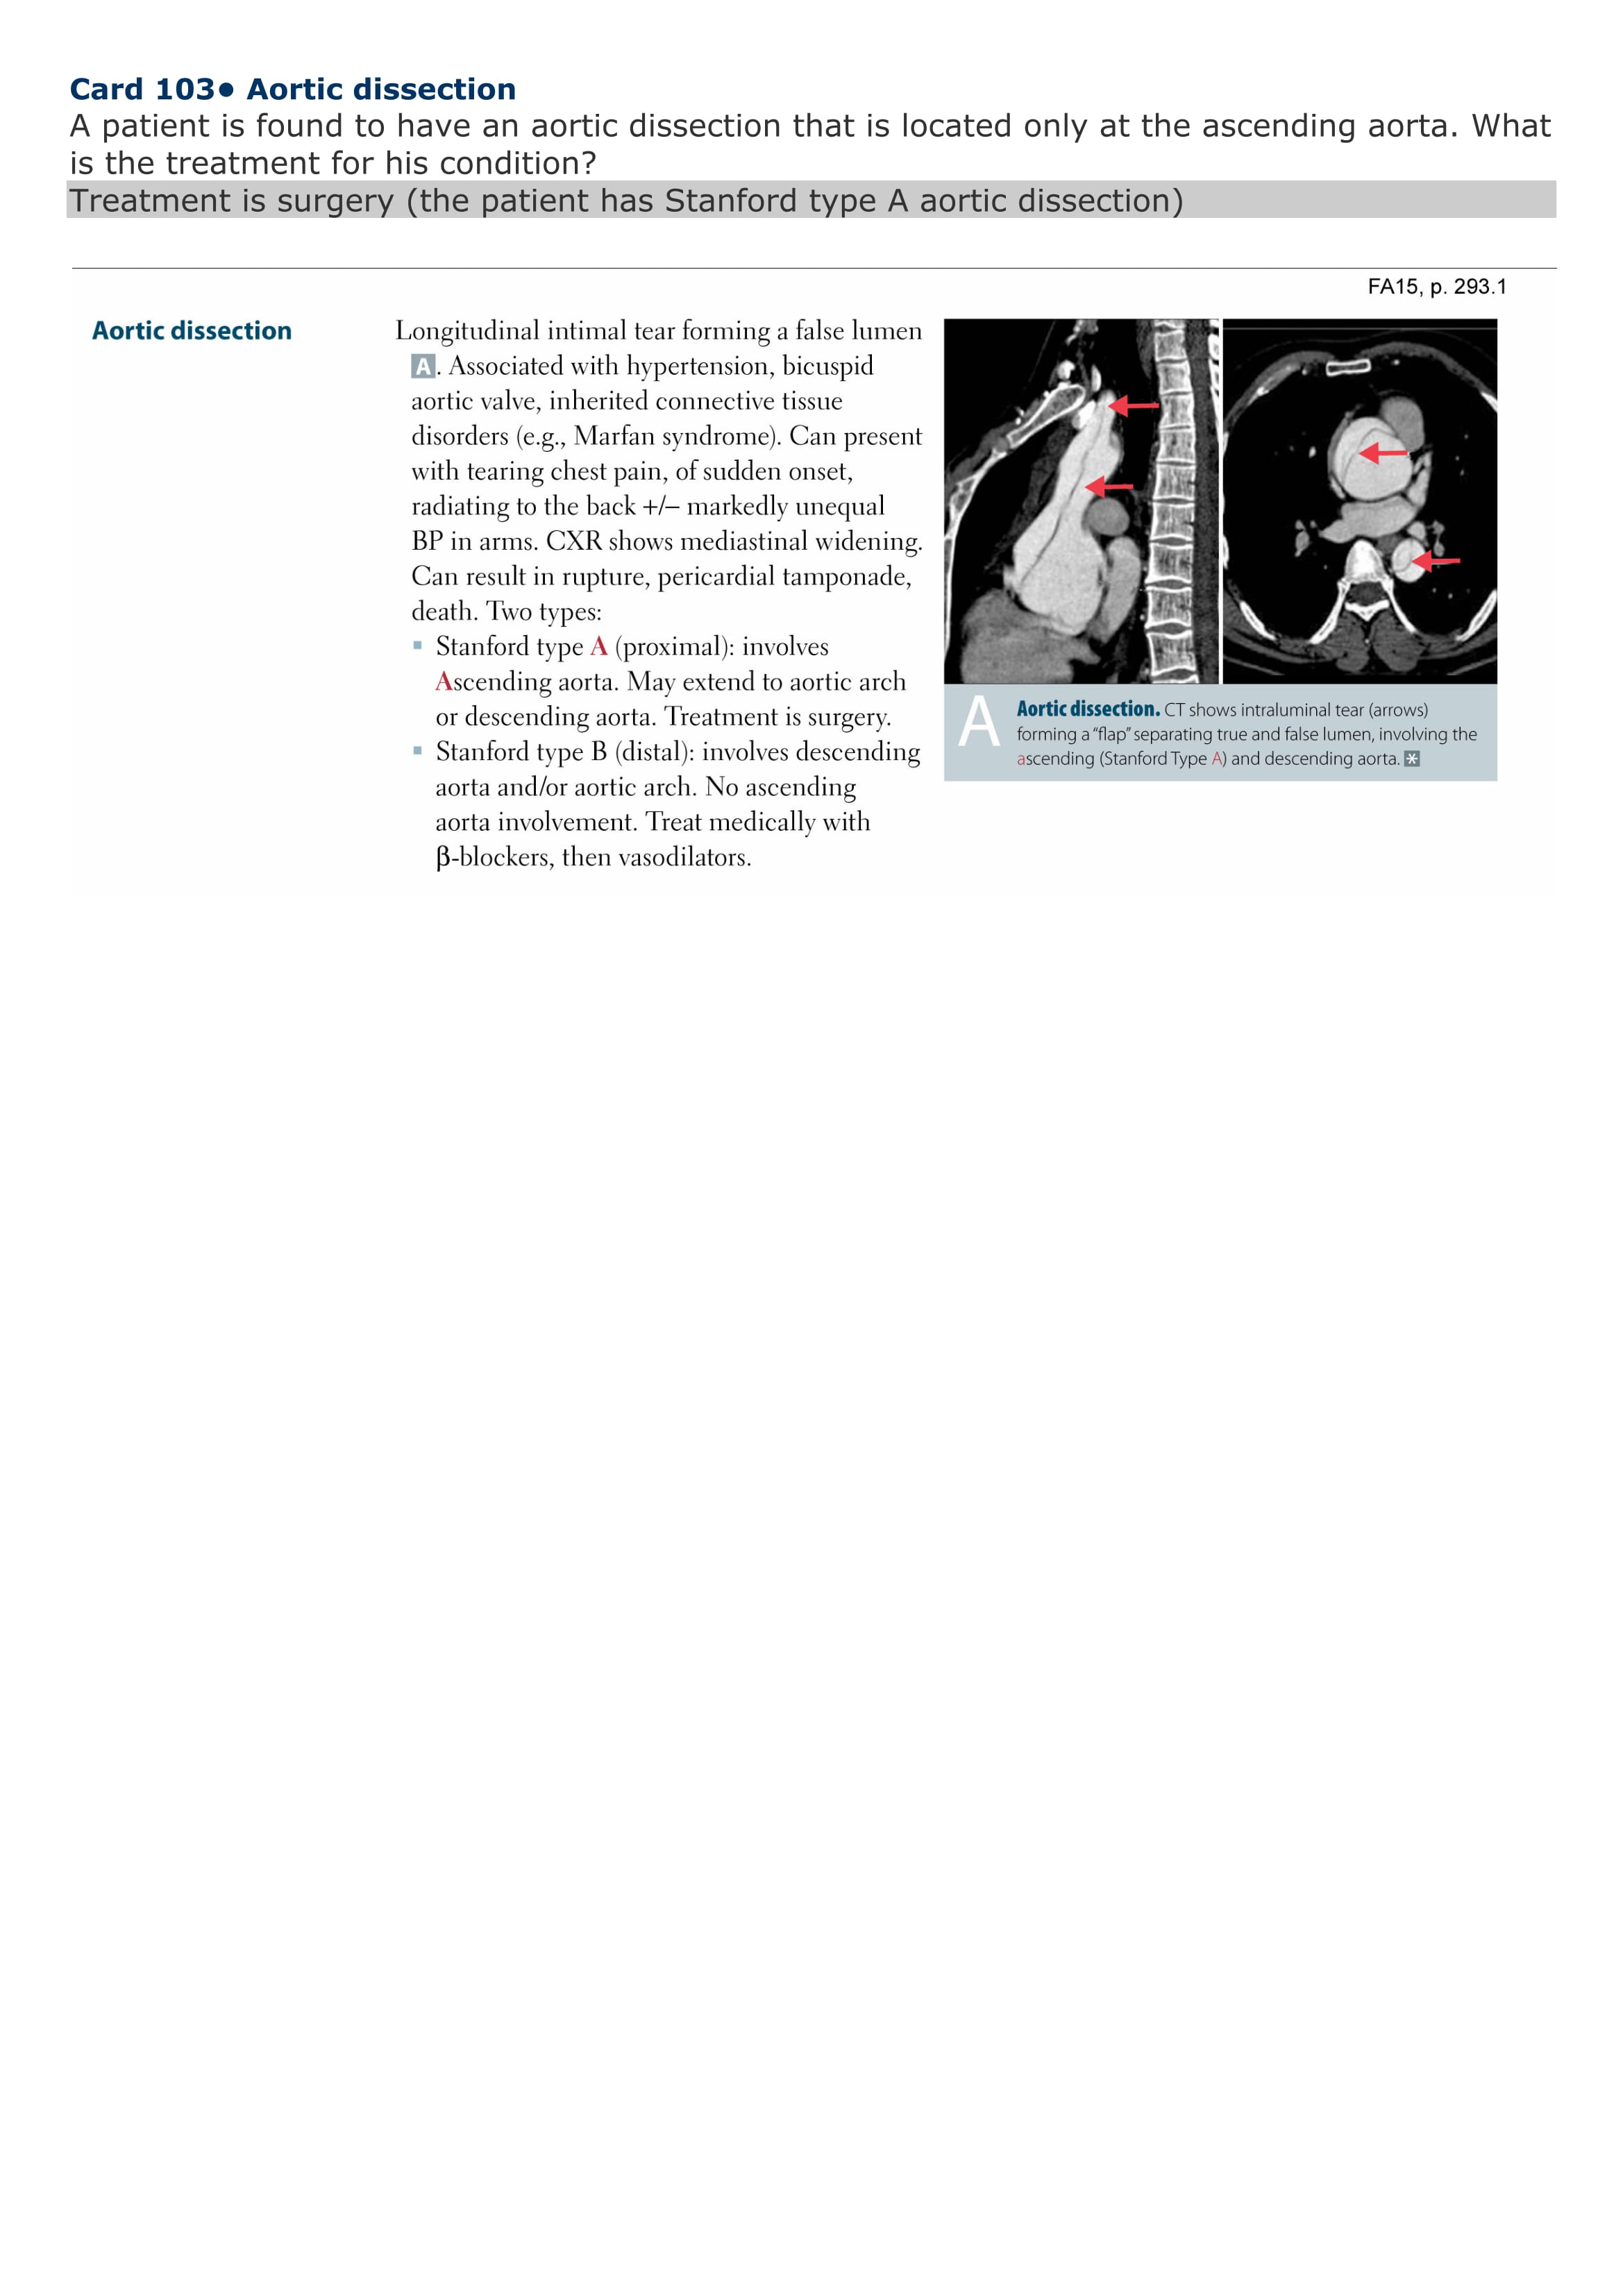 Card 103● Aortic dissection
A patient is found to have an aortic dissection that is located only at the ascending aorta. What
is the treatment for his condition?
Treatment is surgery (the patient has Stanford type A aortic dissection)
FA15, p. 293.1
Aortic dissection
Longitudinal intimal tear forming a false lumen
A. Associated with hypertension, bicuspid
aortic valve, inherited connective tissue
disorders (e.g., Marfan syndrome). Can present
with tearing chest pain, of sudden onset,
radiating to the back +/– markedly unequal
BP in arms. CXR shows mediastinal widening.
Can result in rupture, pericardial tamponade,
death. Two types:
▪ Stanford type A (proximal): involves
Ascending aorta. May extend to aortic arch
or descending aorta. Treatment is surgery.
▪ Stanford type B (distal): involves descending
aorta and/or aortic arch. No ascending
aorta involvement. Treat medically with
β-blockers, then vasodilators.
A
Aortic dissection. CT shows intraluminal tear (arrows)
forming a “flap” separating true and false lumen, involving the
ascending (Stanford Type A) and descending aorta. *